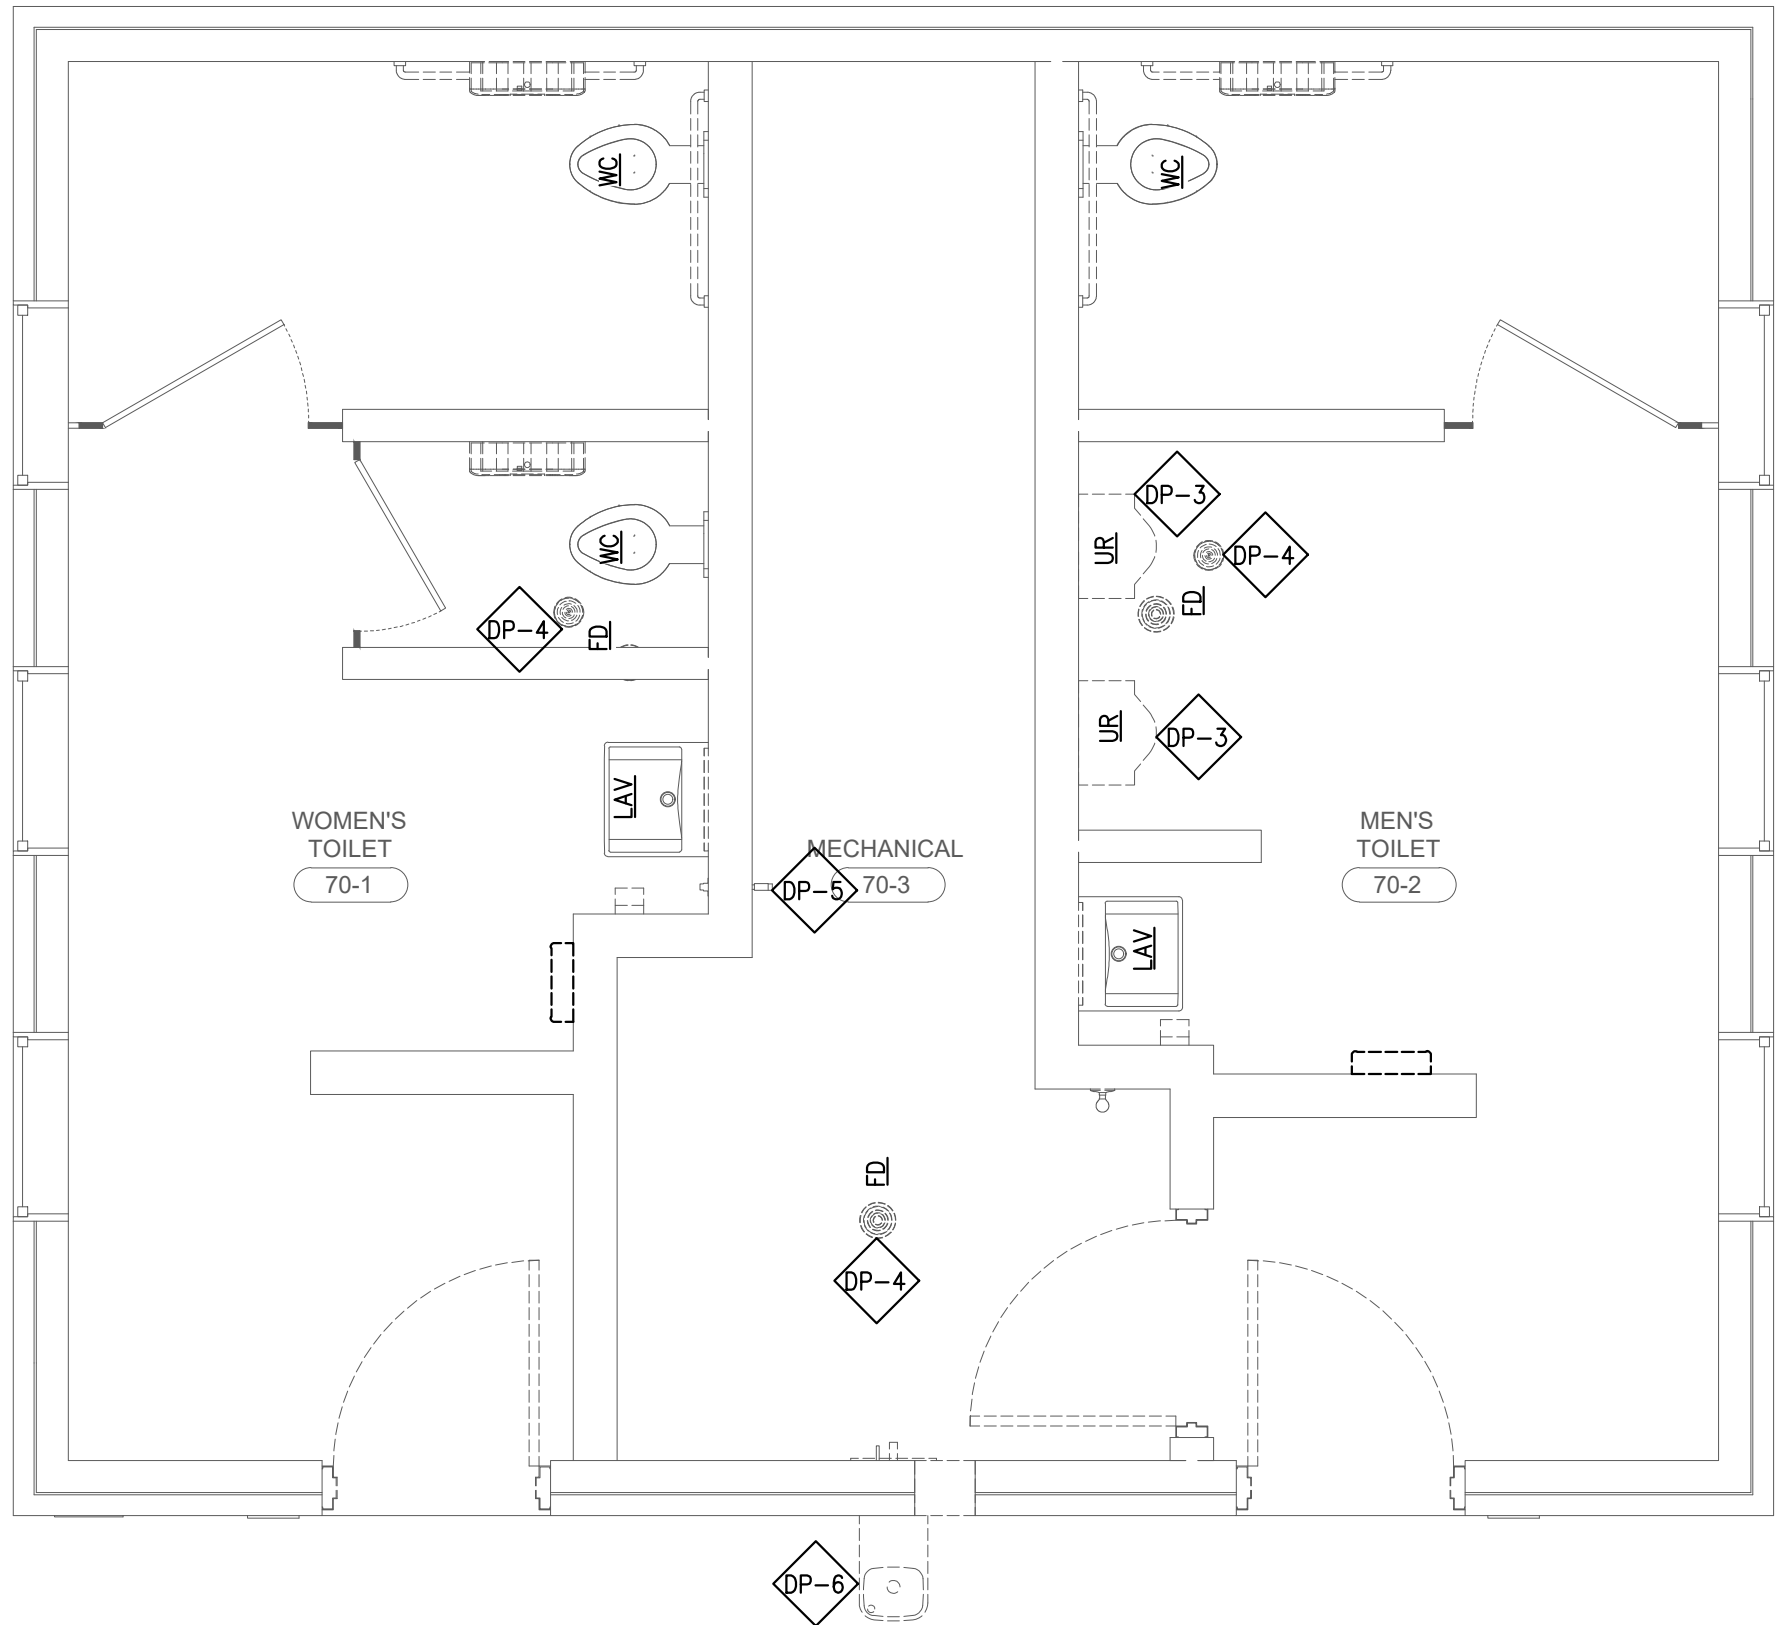 WC
WC
DP-3
UR
DP-4
WC
FD
DP-4
FD
UR
DP-3
LAV
WOMEN'S
TOILET
70-1
MECHANICAL
70-3
DP-5
MEN'S
TOILET
70-2
LAV
FD
DP-4
DP-6